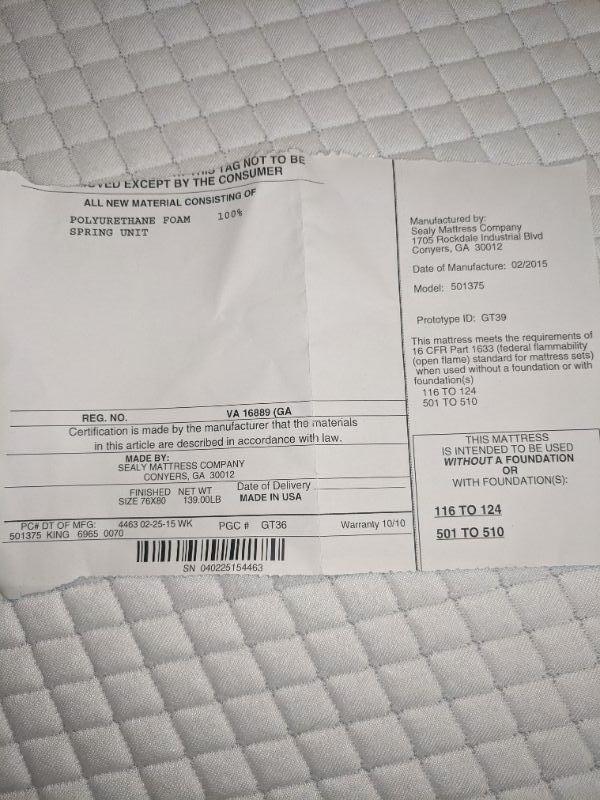 THIS TAG NOT TO BE
EXCEPT BY THE CONSUMER
ALL NEW MATERIAL CONSISTING OF
POLYURETHANE FOAM 100%
SPRING UNIT
REG. NO. VA 16889 (GA
Certification is made by the manufacturer that the materials
in this article are described in accordance with law.
MADE BY:
SEALY MATTRESS COMPANY
CONYERS, GA 30012
FINISHED NET WT Date of Delivery
SIZE 76X80 139.00LB MADE IN USA
PC# DT OF MFG: 4463 02-25-15 WK PGC # GT36 Warranty 10/10
501375 KING 6965 0070
SN 040225154463
Manufactured by:
Sealy Mattress Company
1705 Rockdale Industrial Blvd
Conyers, GA 30012
Date of Manufacture: 02/2015
Model: 501375
Prototype ID: GT39
This mattress meets the requirements of
16 CFR Part 1633 (federal flammability
(open flame) standard for mattress sets)
when used without a foundation or with
foundation(s)
116 TO 124
501 TO 510
THIS MATTRESS
IS INTENDED TO BE USED
WITHOUT A FOUNDATION
OR
WITH FOUNDATION(S):
116 TO 124
501 TO 510